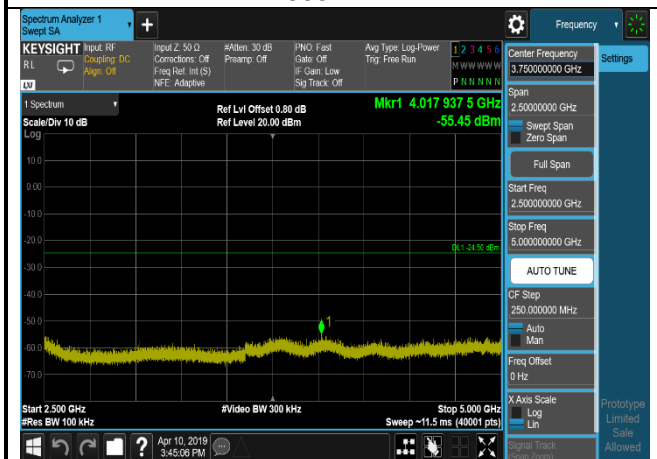 Spectrum Analyzer 1
Swept SA
Frequency
KEYSIGHT
RL
LXI
Input: RF
Coupling: DC
Align: Off
Input Z: 50 Ω
Corrections: Off
Freq Ref: Int (S)
NFE: Adaptive
#Atten: 30 dB
Preamp: Off
PNO: Fast
Gate: Off
IF Gain: Low
Sig Track: Off
Avg Type: Log-Power
Trig: Free Run
1 2 3 4 5 6
M W W W W W
P N N N N N
1 Spectrum
Scale/Div 10 dB
Log
Ref Lvl Offset 0.80 dB
Ref Level 20.00 dBm
Mkr1 4.017 937 5 GHz
-55.45 dBm
10.0
0.00
-10.0
-20.0
DL1 -24.50 dBm
-30.0
-40.0
-50.0
1
-60.0
-70.0
Start 2.500 GHz
#Res BW 100 kHz
#Video BW 300 kHz
Stop 5.000 GHz
Sweep ~11.5 ms (40001 pts)
Apr 10, 2019
3:45:06 PM
Center Frequency
3.750000000 GHz
Span
2.50000000 GHz
Swept Span
Zero Span
Full Span
Start Freq
2.500000000 GHz
Stop Freq
5.000000000 GHz
AUTO TUNE
CF Step
250.000000 MHz
Auto
Man
Freq Offset
0 Hz
X Axis Scale
Log
Lin
Signal Track
(Span Zoom)
Settings
Prototype
Limited
Sale
Allowed